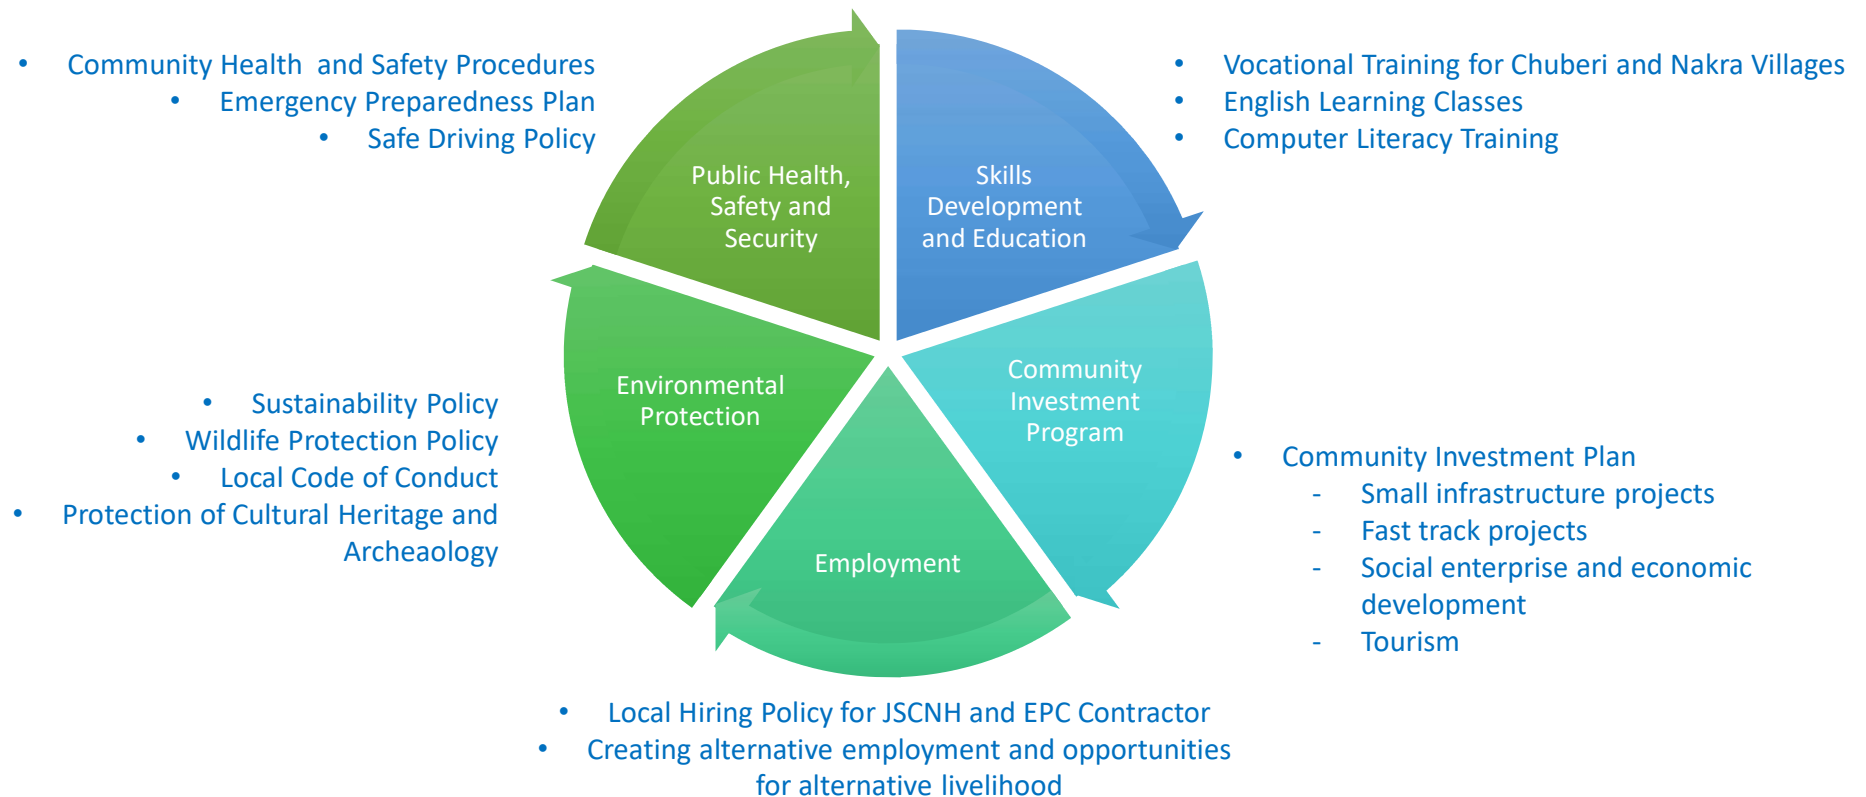 • Community Health and Safety Procedures
• Emergency Preparedness Plan
• Safe Driving Policy
Public Health,
Safety and
Security
Skills
Development
and Education
• Vocational Training for Chuberi and Nakra Villages
• English Learning Classes
• Computer Literacy Training
Environmental
Protection
• Sustainability Policy
• Wildlife Protection Policy
• Local Code of Conduct
• Protection of Cultural Heritage and
Archeaology
Community
Investment
Program
• Community Investment Plan
- Small infrastructure projects
- Fast track projects
- Social enterprise and economic
development
- Tourism
Employment
• Local Hiring Policy for JSCNH and EPC Contractor
• Creating alternative employment and opportunities
for alternative livelihood